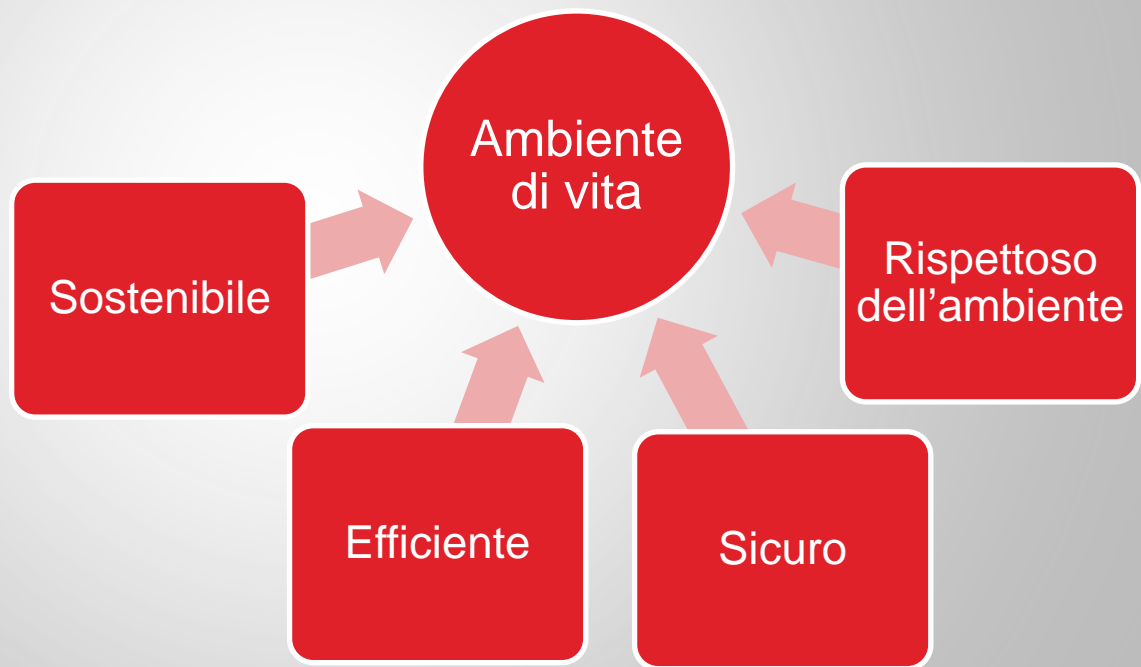 Ambiente
di vita
Sostenibile
Rispettoso
dell’ambiente
Efficiente
Sicuro